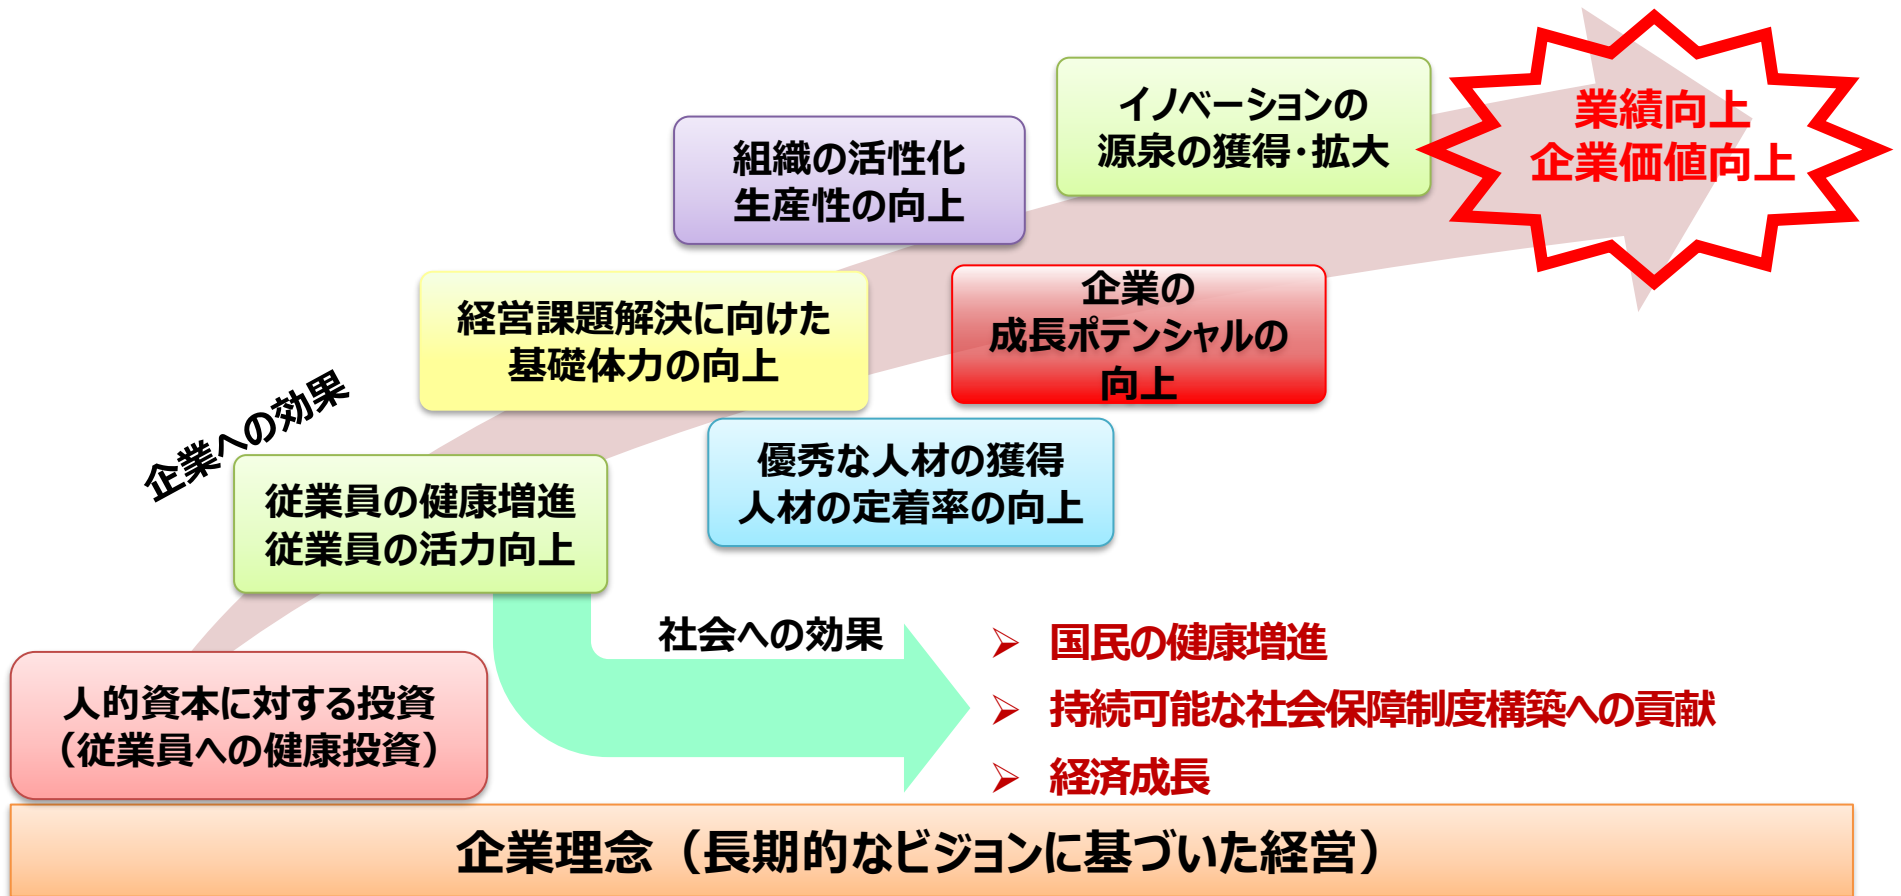 イノベーションの
源泉の獲得・拡大
業績向上
企業価値向上
組織の活性化
生産性の向上
経営課題解決に向けた
基礎体力の向上
企業の
成長ポテンシャルの
向上
企業への効果
優秀な人材の獲得
人材の定着率の向上
従業員の健康増進
従業員の活力向上
社会への効果
➢ 国民の健康増進
➢ 持続可能な社会保障制度構築への貢献
➢ 経済成長
人的資本に対する投資
（従業員への健康投資）
企業理念（長期的なビジョンに基づいた経営）